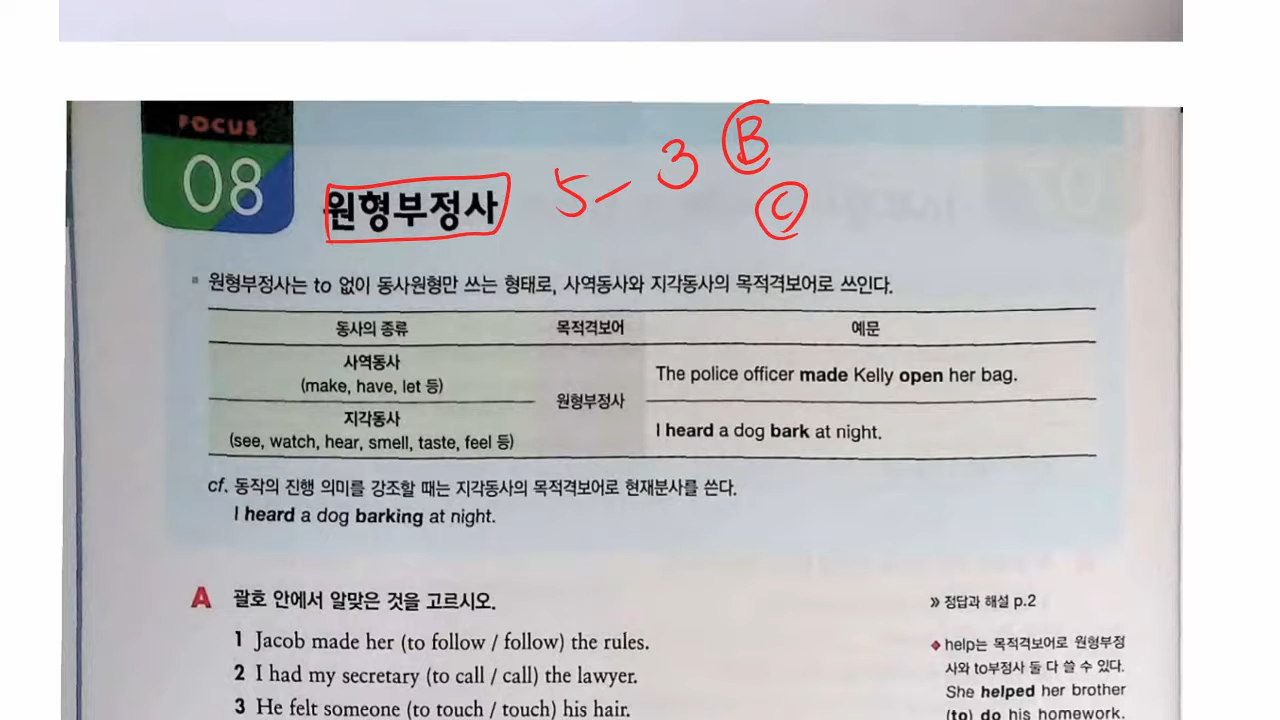 FOCUS
08
원형부정사
5-3 B
C
원형부정사는 to 없이 동사원형만 쓰는 형태로, 사역동사와 지각동사의 목적격보어로 쓰인다.
동사의 종류 목적격보어 예문
사역동사
(make, have, let 등)
The police officer made Kelly open her bag.
원형부정사
지각동사
(see, watch, hear, smell, taste, feel 등)
I heard a dog bark at night.
cf. 동작의 진행 의미를 강조할 때는 지각동사의 목적격보어로 현재분사를 쓴다.
I heard a dog barking at night.
A 괄호 안에서 알맞은 것을 고르시오.
» 정답과 해설 p.2
1 Jacob made her (to follow / follow) the rules.
2 I had my secretary (to call / call) the lawyer.
3 He felt someone (to touch / touch) his hair.
help는 목적격보어로 원형부정
사와 to부정사 둘 다 쓸 수 있다.
She helped her brother
(to) do his homework.